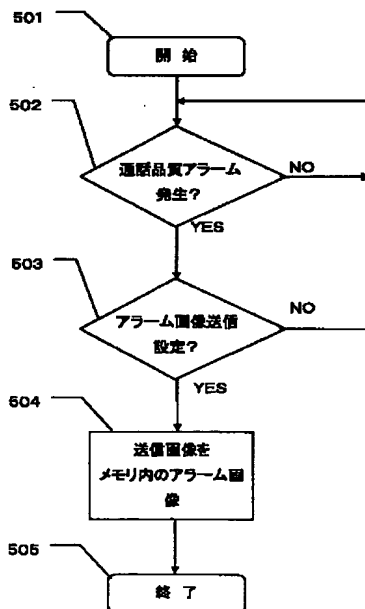 501
開 始
502
通話品質アラーム
発生?
NO
YES
503
アラーム画像送信
設定?
NO
YES
504
送信画像を
メモリ内のアラーム画
像
505
終 了